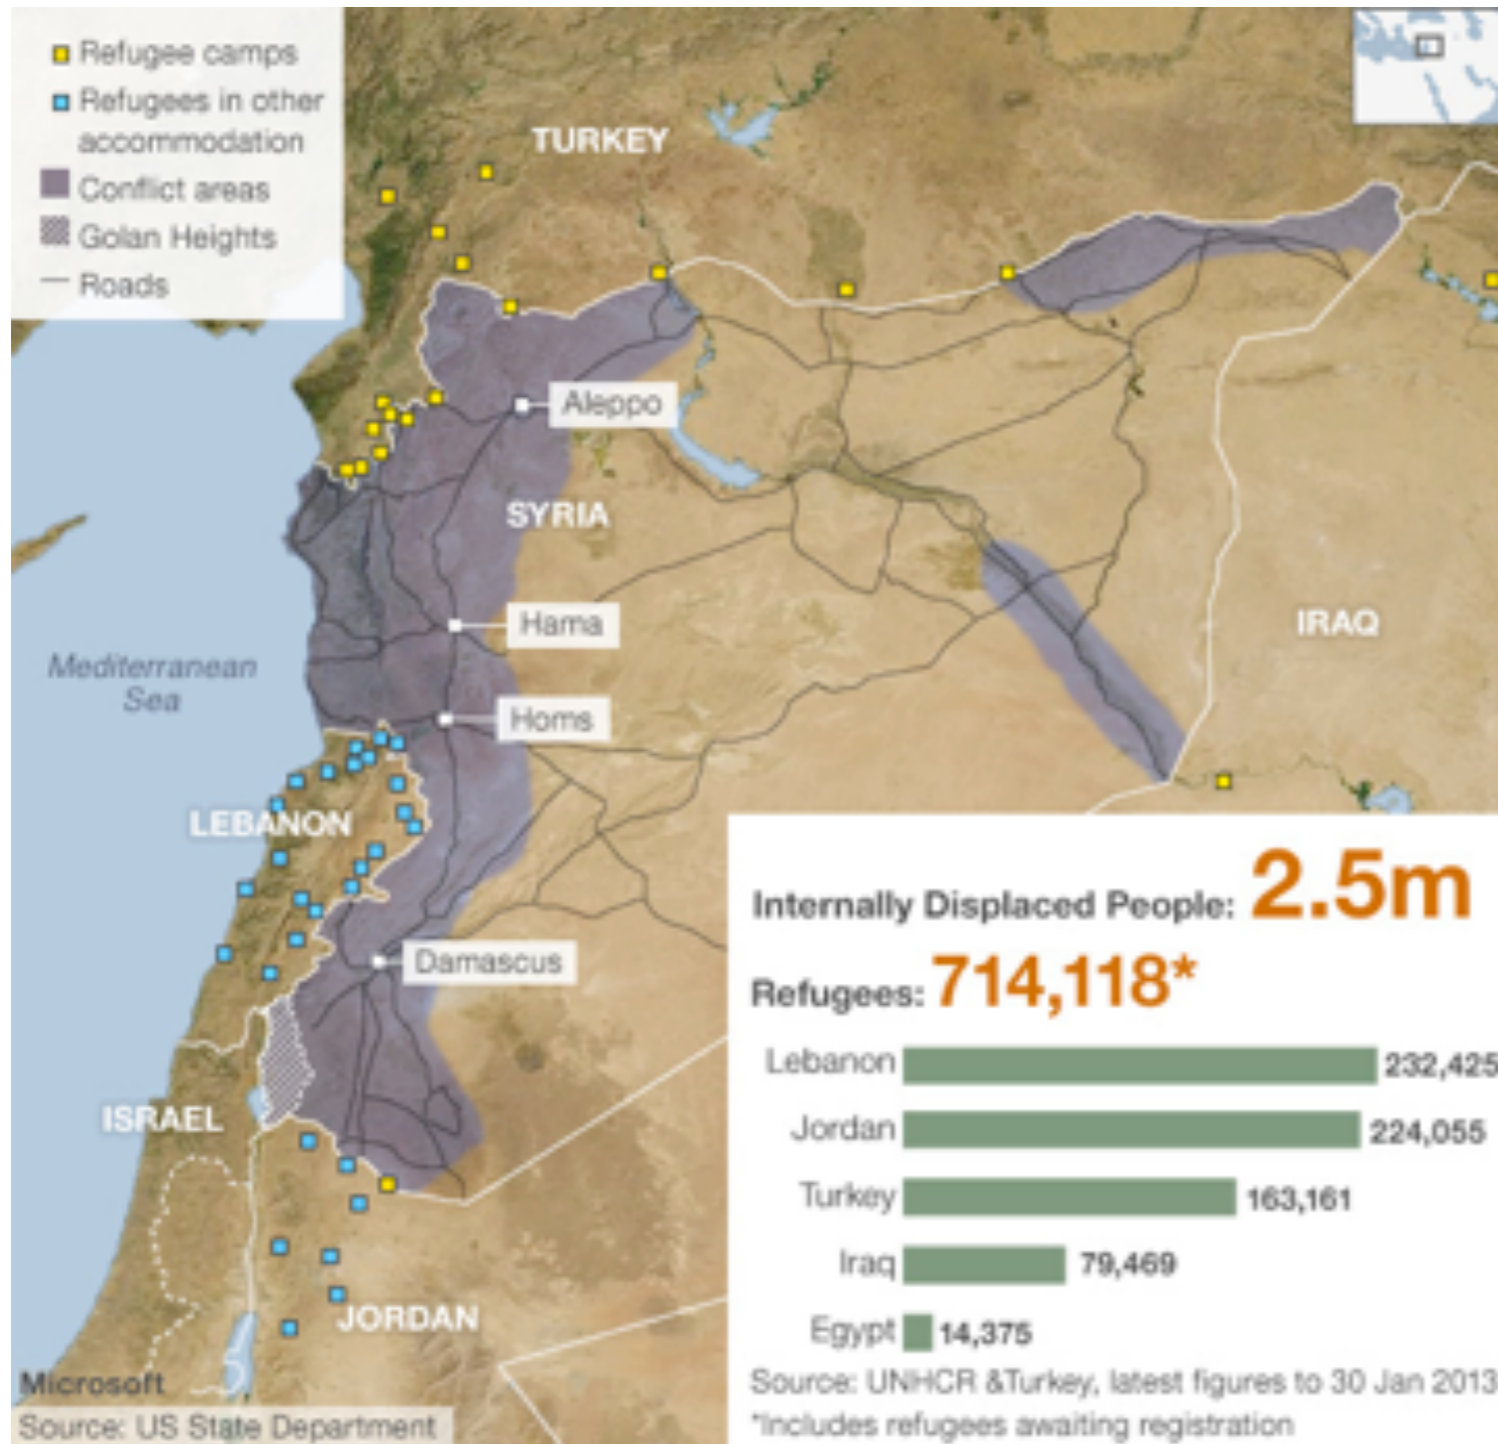 Refugee camps
Refugees in other
accommodation
Conflict areas
Golan Heights
Roads
TURKEY
Aleppo
SYRIA
Hama
IRAQ
Mediterranean
Sea
Homs
LEBANON
Damascus
ISRAEL
JORDAN
Internally Displaced People: 2.5m
Refugees: 714,118*
Lebanon 232,425
Jordan 224,055
Turkey 163,161
Iraq 79,469
Egypt 14,375
Source: UNHCR &Turkey, latest figures to 30 Jan 2013
*Includes refugees awaiting registration
Microsoft
Source: US State Department